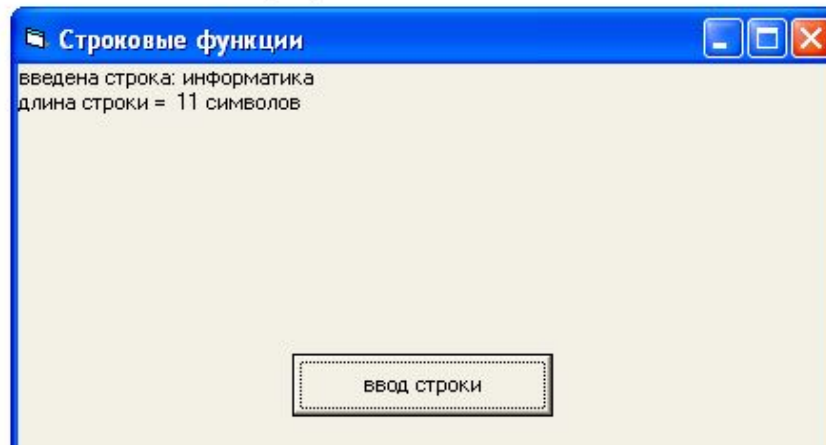 Строковые функции
введена строка: информатика
длина строки =  11 символов
ввод строки